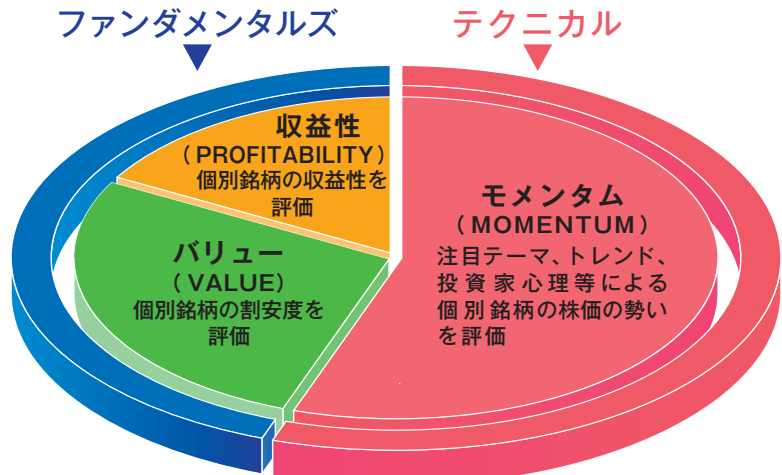 ファンダメンタルズ
テクニカル
収益性
( PROFITABILITY )
個別銘柄の収益性を
評価
バリュー
( VALUE )
個別銘柄の割安度を
評価
モメンタム
( MOMENTUM )
注目テーマ、トレンド、
投資家心理等による
個別銘柄の株価の勢い
を評価